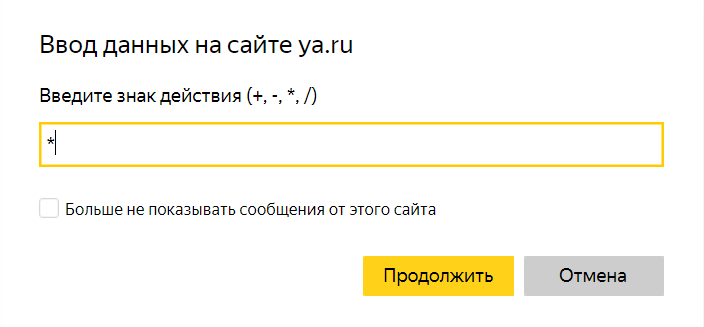 Ввод данных на сайте ya.ru
Введите знак действия (+, -, *, /)
*
Больше не показывать сообщения от этого сайта
Продолжить Отмена